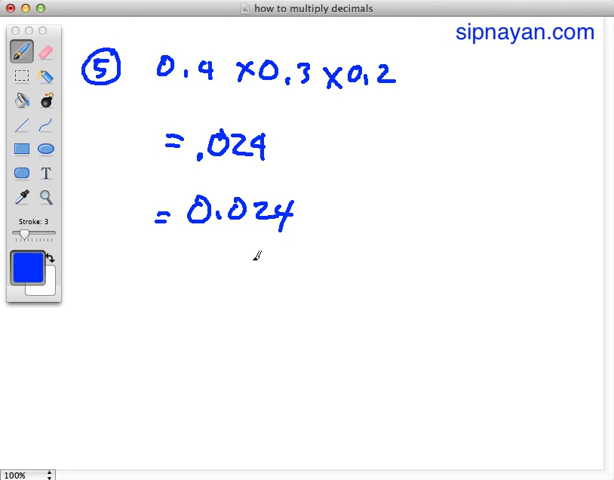 how to multiply decimals
sipnayan.com
5 0.4 x 0.3 x 0.2
= .024
= 0.024
T
Stroke: 3
100%